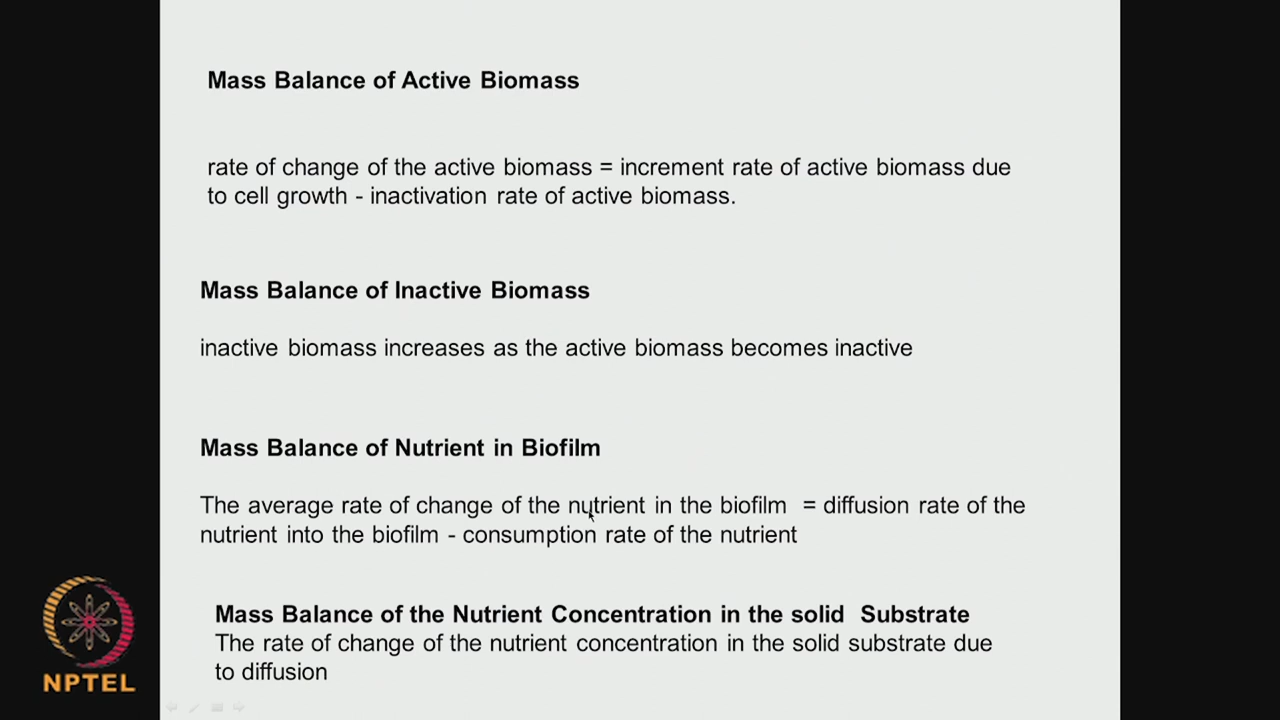 Mass Balance of Active Biomass
rate of change of the active biomass = increment rate of active biomass due
to cell growth - inactivation rate of active biomass.
Mass Balance of Inactive Biomass
inactive biomass increases as the active biomass becomes inactive
Mass Balance of Nutrient in Biofilm
The average rate of change of the nutrient in the biofilm = diffusion rate of the
nutrient into the biofilm - consumption rate of the nutrient
Mass Balance of the Nutrient Concentration in the solid Substrate
The rate of change of the nutrient concentration in the solid substrate due
to diffusion
NPTEL